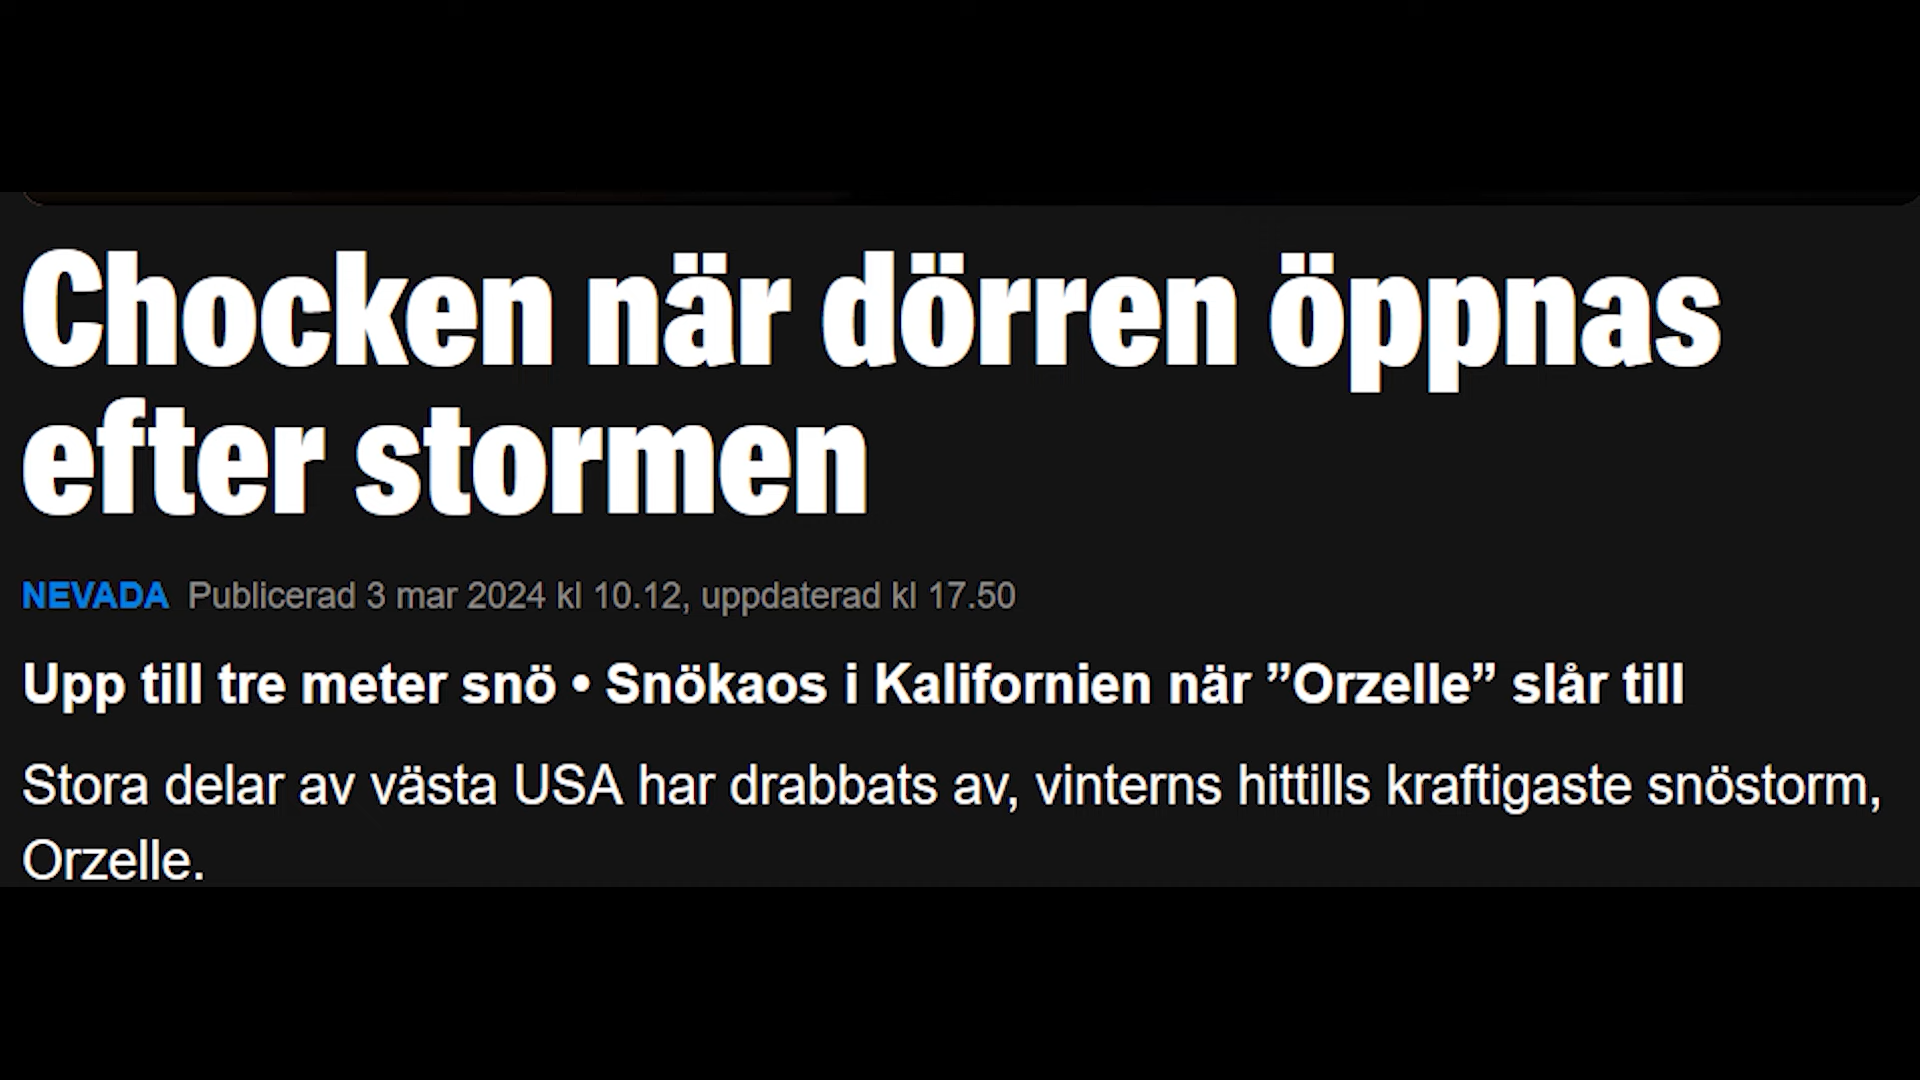 Chocken när dörren öppnas
efter stormen
NEVADA Publicerad 3 mar 2024 kl 10.12, uppdaterad kl 17.50
Upp till tre meter snö • Snökaos i Kalifornien när ”Orzelle” slår till
Stora delar av västa USA har drabbats av, vinterns hittills kraftigaste snöstorm,
Orzelle.